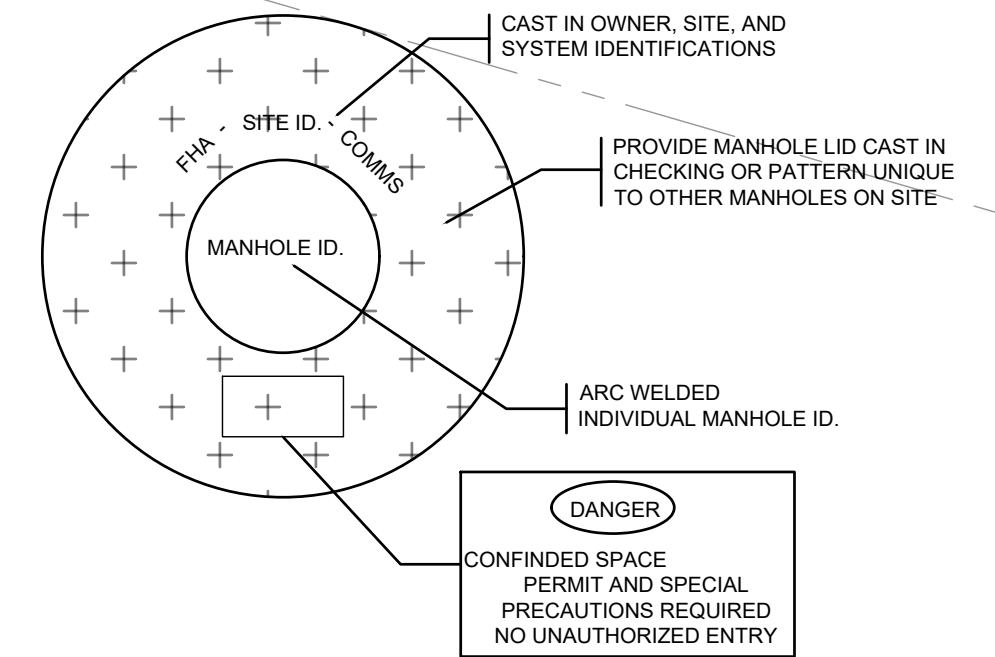 CAST IN OWNER, SITE, AND
SYSTEM IDENTIFICATIONS
FHA - SITE ID. - COMMS
PROVIDE MANHOLE LID CAST IN
CHECKING OR PATTERN UNIQUE
TO OTHER MANHOLES ON SITE
MANHOLE ID.
ARC WELDED
INDIVIDUAL MANHOLE ID.
DANGER
CONFINDED SPACE
PERMIT AND SPECIAL
PRECAUTIONS REQUIRED
NO UNAUTHORIZED ENTRY